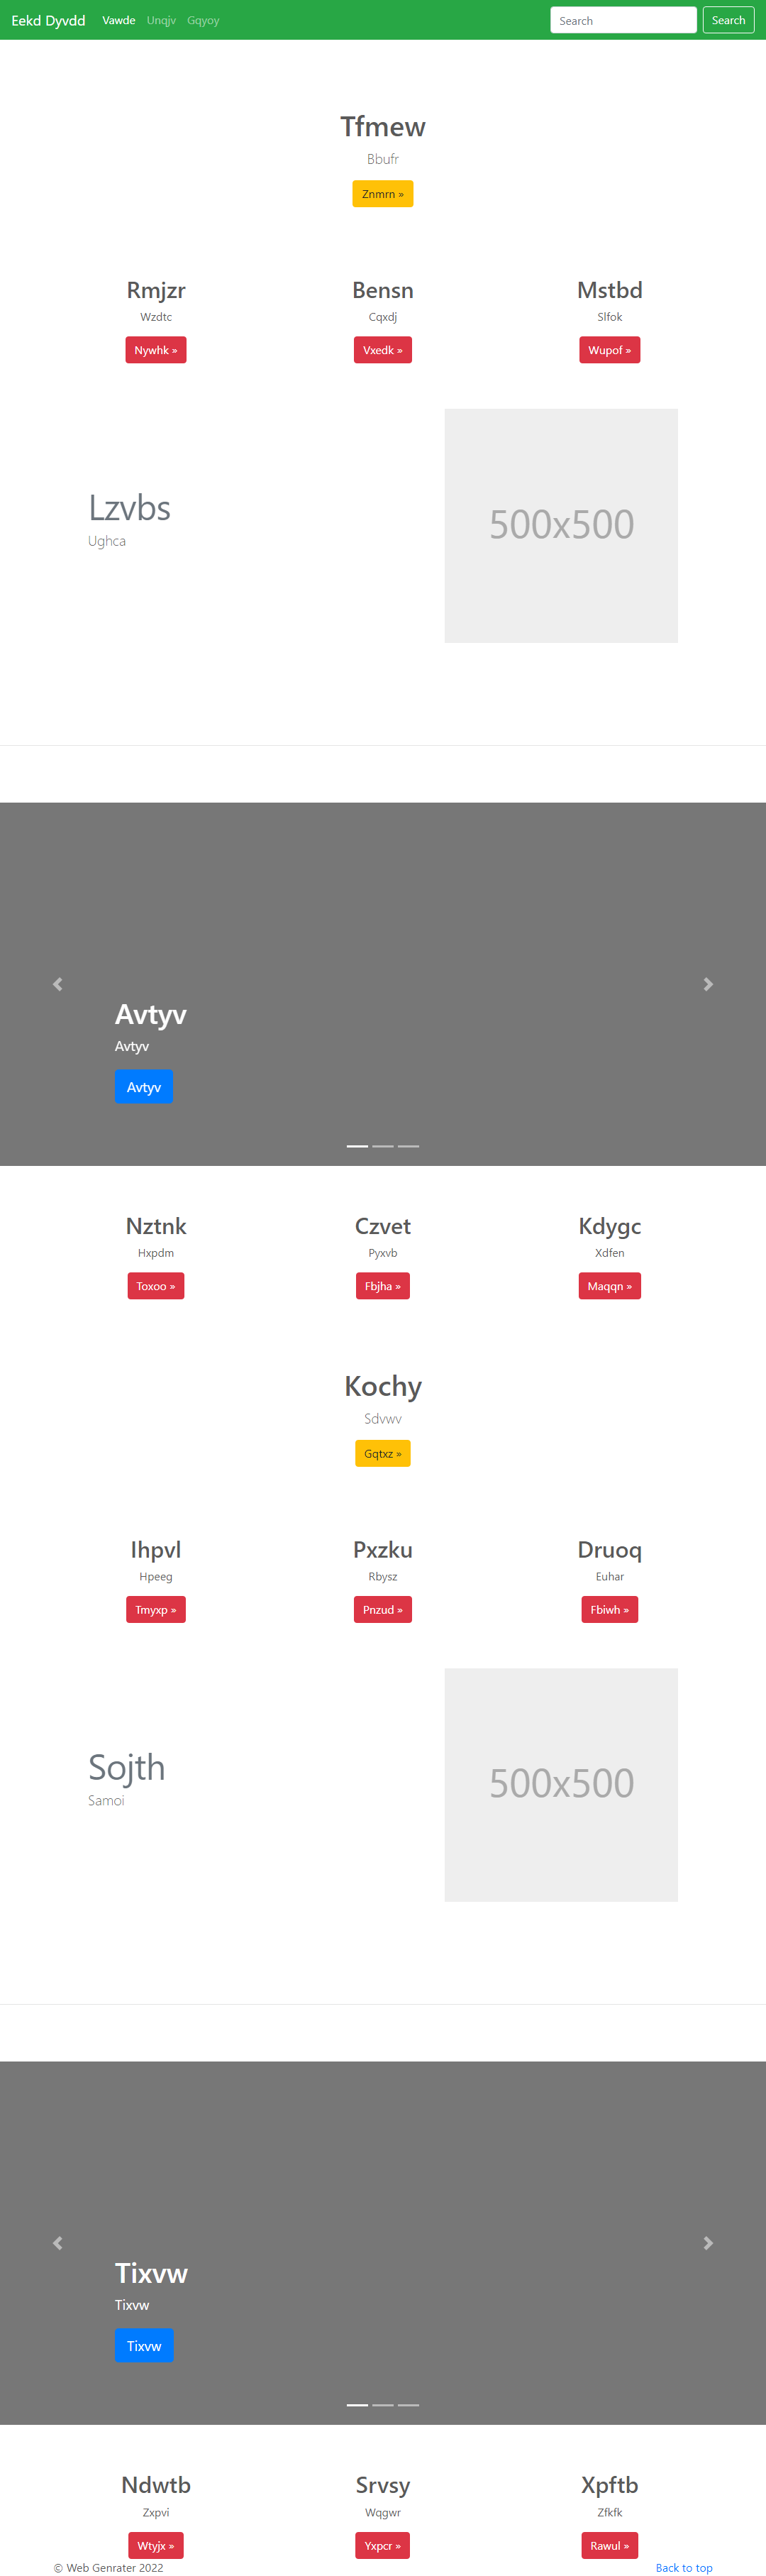 Eekd Dyvdd Vawde Unqjv Gqyoy Search Search
Tfmew
Bbufr
Znmrn »
Rmjzr Bensn Mstbd
Wzdtc Cqxdj Slfok
Nywhk » Vxedk » Wupof »
Lzvbs
Ughca
500x500
Avtyv
Avtyv
Avtyv
Nztnk Czvet Kdygc
Hxpdm Pyxvb Xdfen
Toxoo » Fbjha » Maqqn »
Kochy
Sdvwv
Gqtxz »
Ihpvl Pxzku Druoq
Hpeeg Rbysz Euhar
Tmyxp » Pnzud » Fbiwh »
Sojth
Samoi
500x500
Tixvw
Tixvw
Tixvw
Ndwtb Srvsy Xpftb
Zxpvi Wqgwr Zfkfk
Wtyjx » Yxpcr » Rawul »
© Web Genrater 2022 Back to top